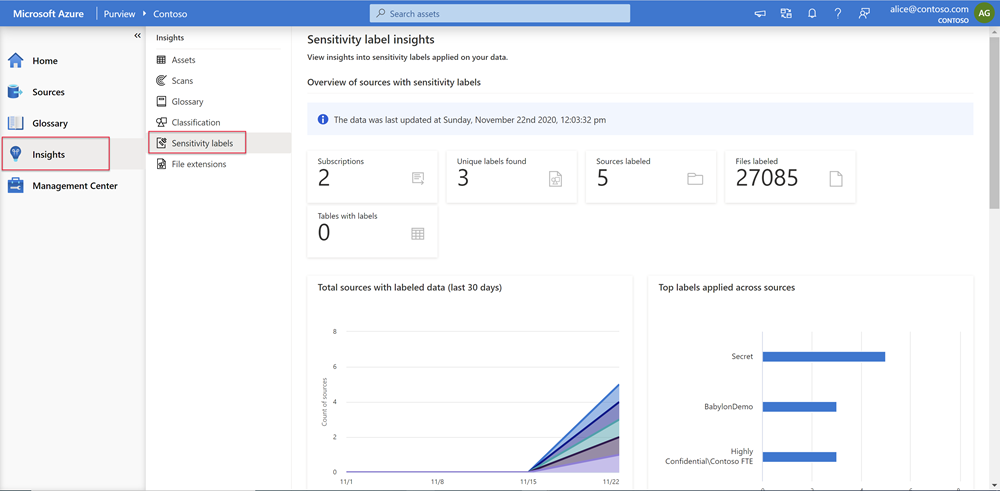 Microsoft Azure
Purview
Contoso
Search assets
alice@contoso.com
CONTOSO
AG
Home
Sources
Glossary
Insights
Management Center
Insights
Assets
Scans
Glossary
Classification
Sensitivity labels
File extensions
Sensitivity label insights
View insights into sensitivity labels applied on your data.
Overview of sources with sensitivity labels
The data was last updated at Sunday, November 22nd 2020, 12:03:32 pm
Subscriptions
2
Unique labels found
3
Sources labeled
5
Files labeled
27085
Tables with labels
0
Total sources with labeled data (last 30 days)
Count of sources
8
6
4
2
0
11/1
11/8
11/15
11/22
Top labels applied across sources
Secret
BabylonDemo
Highly
Confidential\Contoso FTE